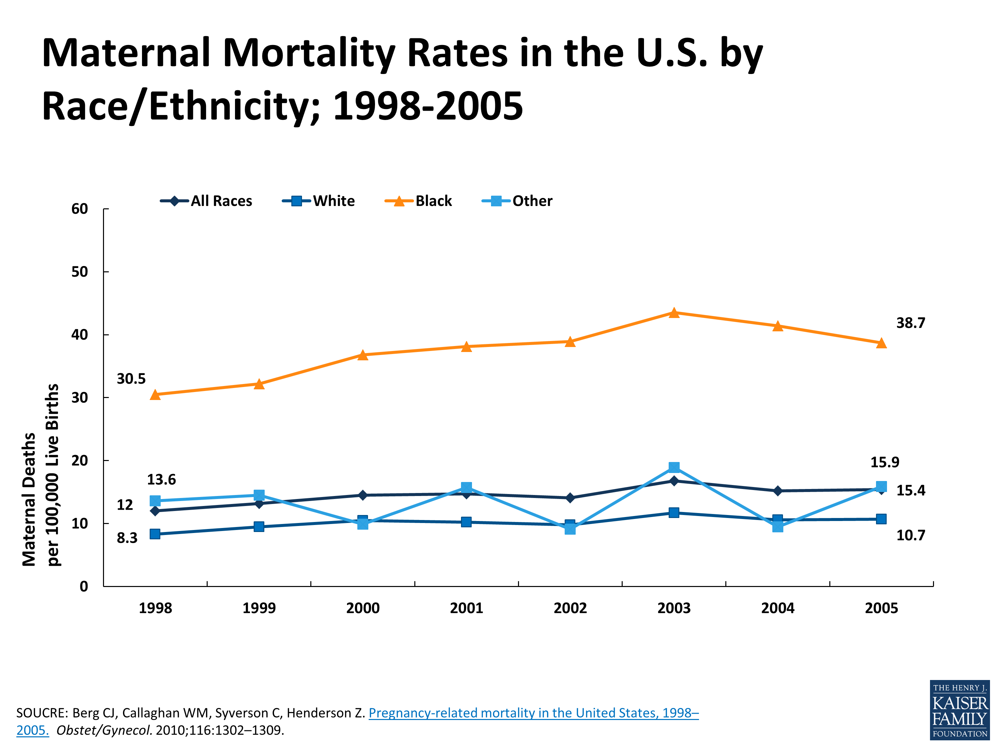 Maternal Mortality Rates in the U.S. by
Race/Ethnicity; 1998-2005
All Races White Black Other
60
50
40
30
20
10
0
Maternal Deaths
per 100,000 Live Births
30.5
13.6
12
8.3
38.7
15.9
15.4
10.7
1998 1999 2000 2001 2002 2003 2004 2005
SOUCRE: Berg CJ, Callaghan WM, Syverson C, Henderson Z. Pregnancy-related mortality in the United States, 1998–
2005. Obstet/Gynecol. 2010;116:1302–1309.
THE HENRY J.
KAISER
FAMILY
FOUNDATION